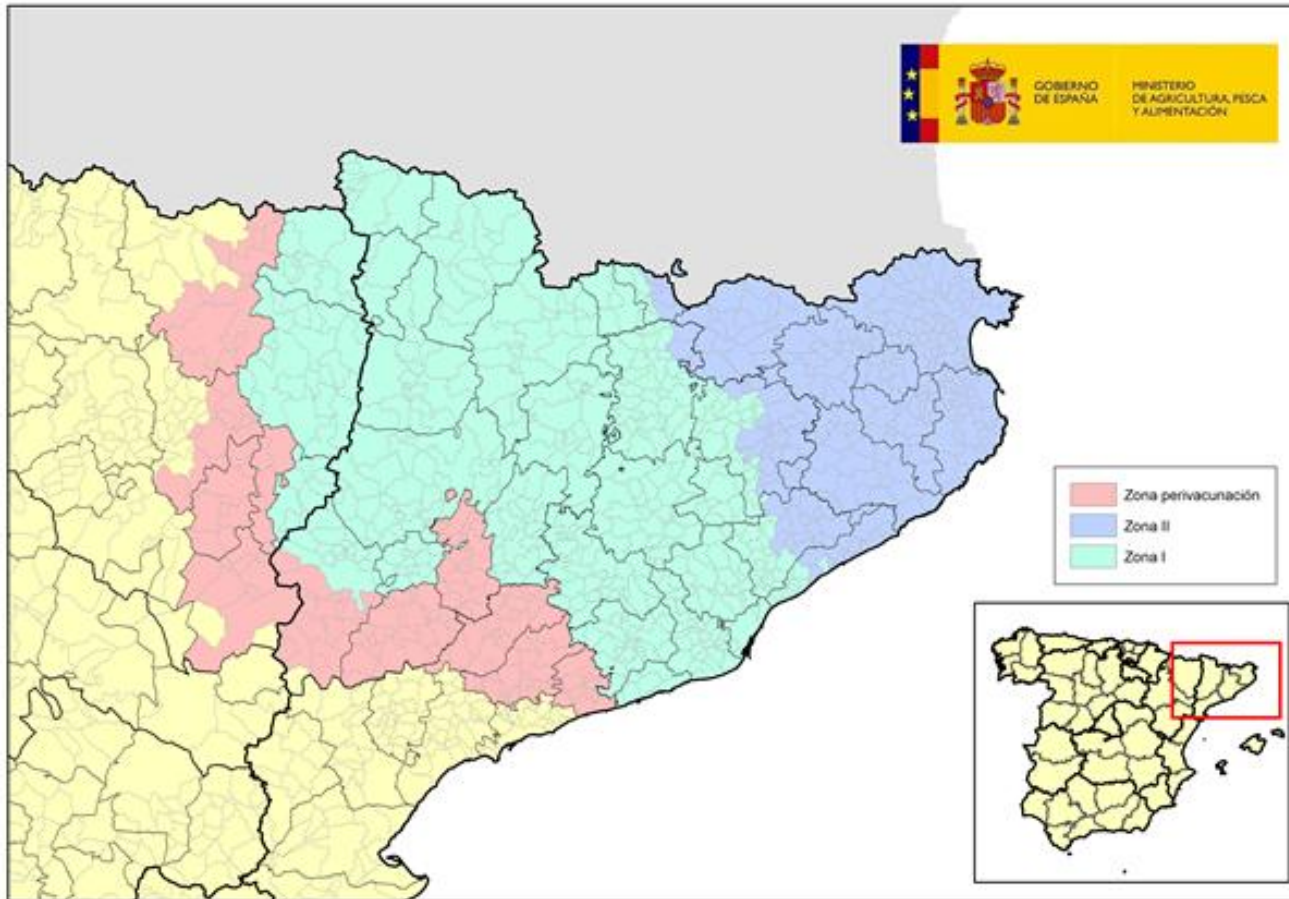 GOBIERNO
DE ESPAÑA
MINISTERIO
DE AGRICULTURA, PESCA
Y ALIMENTACIÓN
Zona perivacunación
Zona II
Zona I